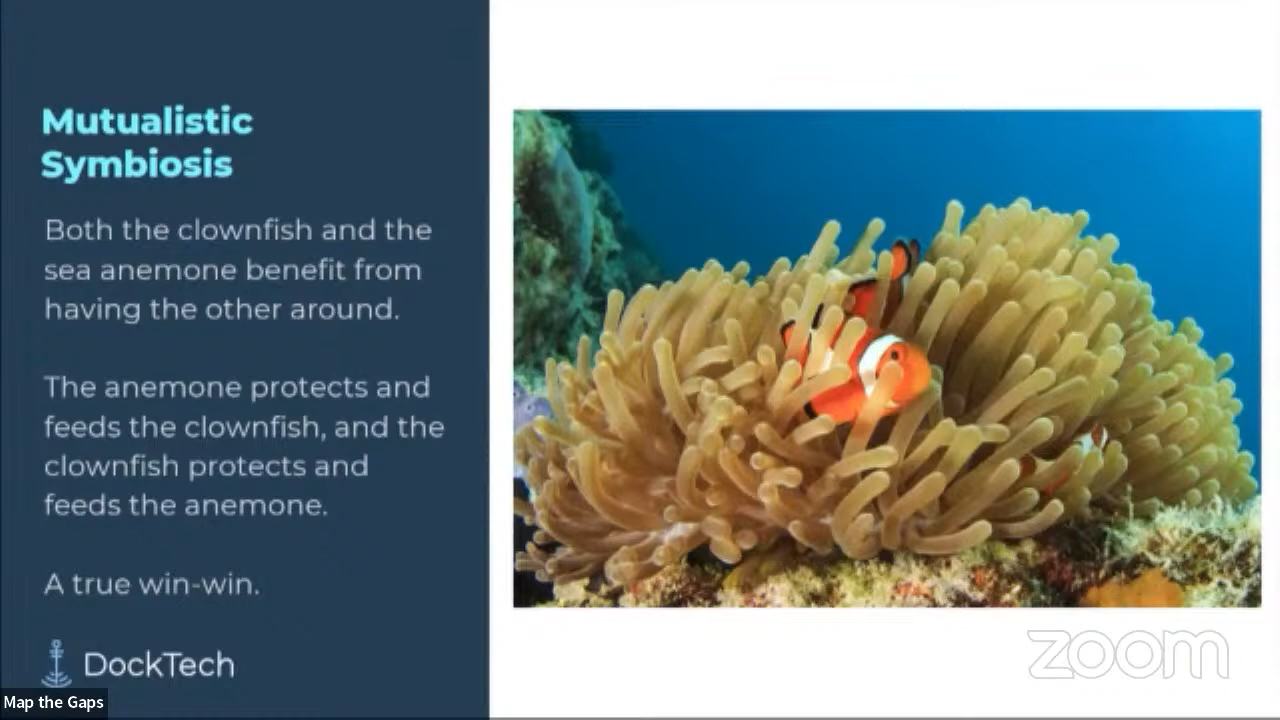 Mutualistic
Symbiosis
Both the clownfish and the
sea anemone benefit from
having the other around.
The anemone protects and
feeds the clownfish, and the
clownfish protects and
feeds the anemone.
A true win-win.
DockTech
zoom
Map the Gaps